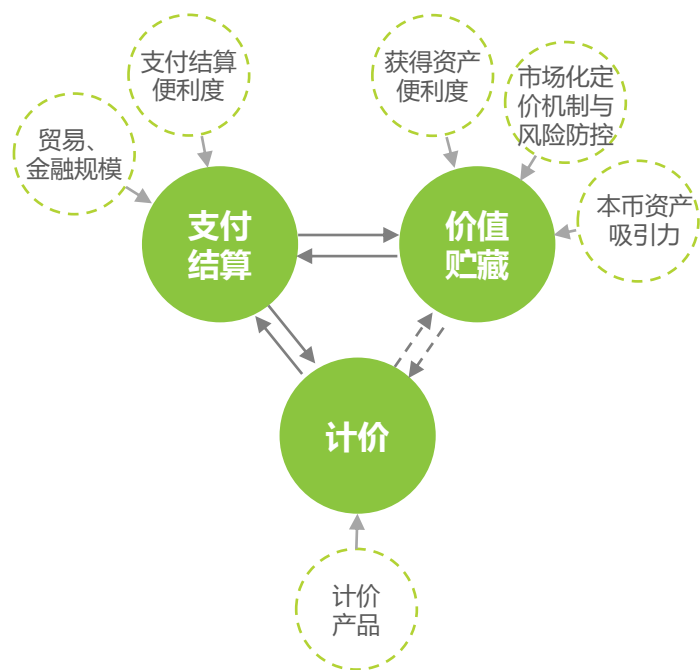 支付结算
便利度
获得资产
便利度
市场化定
价机制与
风险防控
贸易、
金融规模
本币资产
吸引力
支付
结算
价值
贮藏
计价
计价
产品